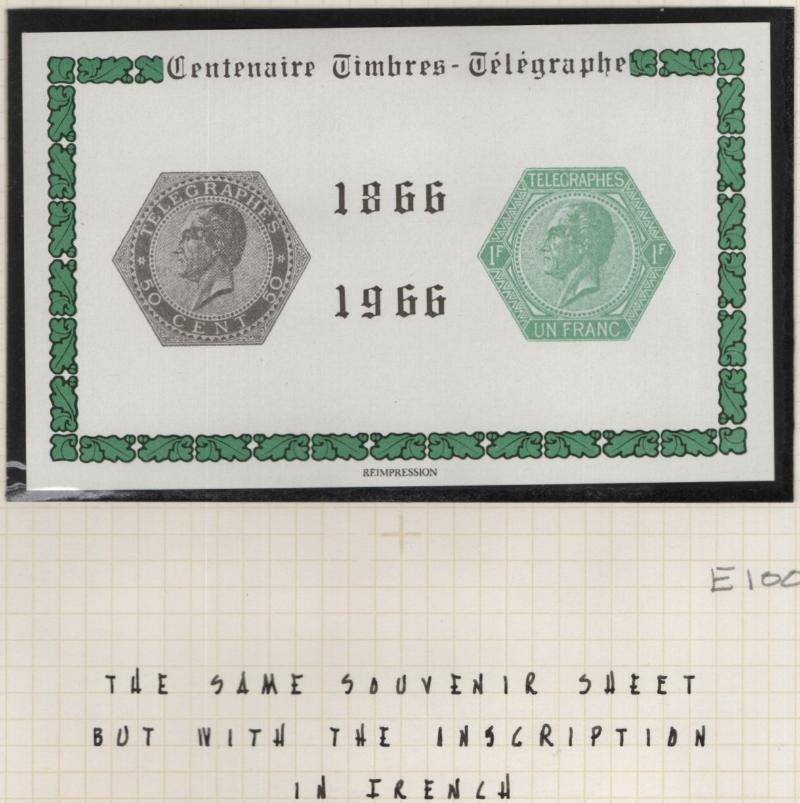 Centenaire Timbres-Télégraphe
TELEGRAPHES
50 CENT. 50
1866
1966
TELEGRAPHES
1F 1F
UN FRANC
REIMPRESSION
E100
THE SAME SOUVENIR SHEET
BUT WITH THE INSCRIPTION
IN FRENCH